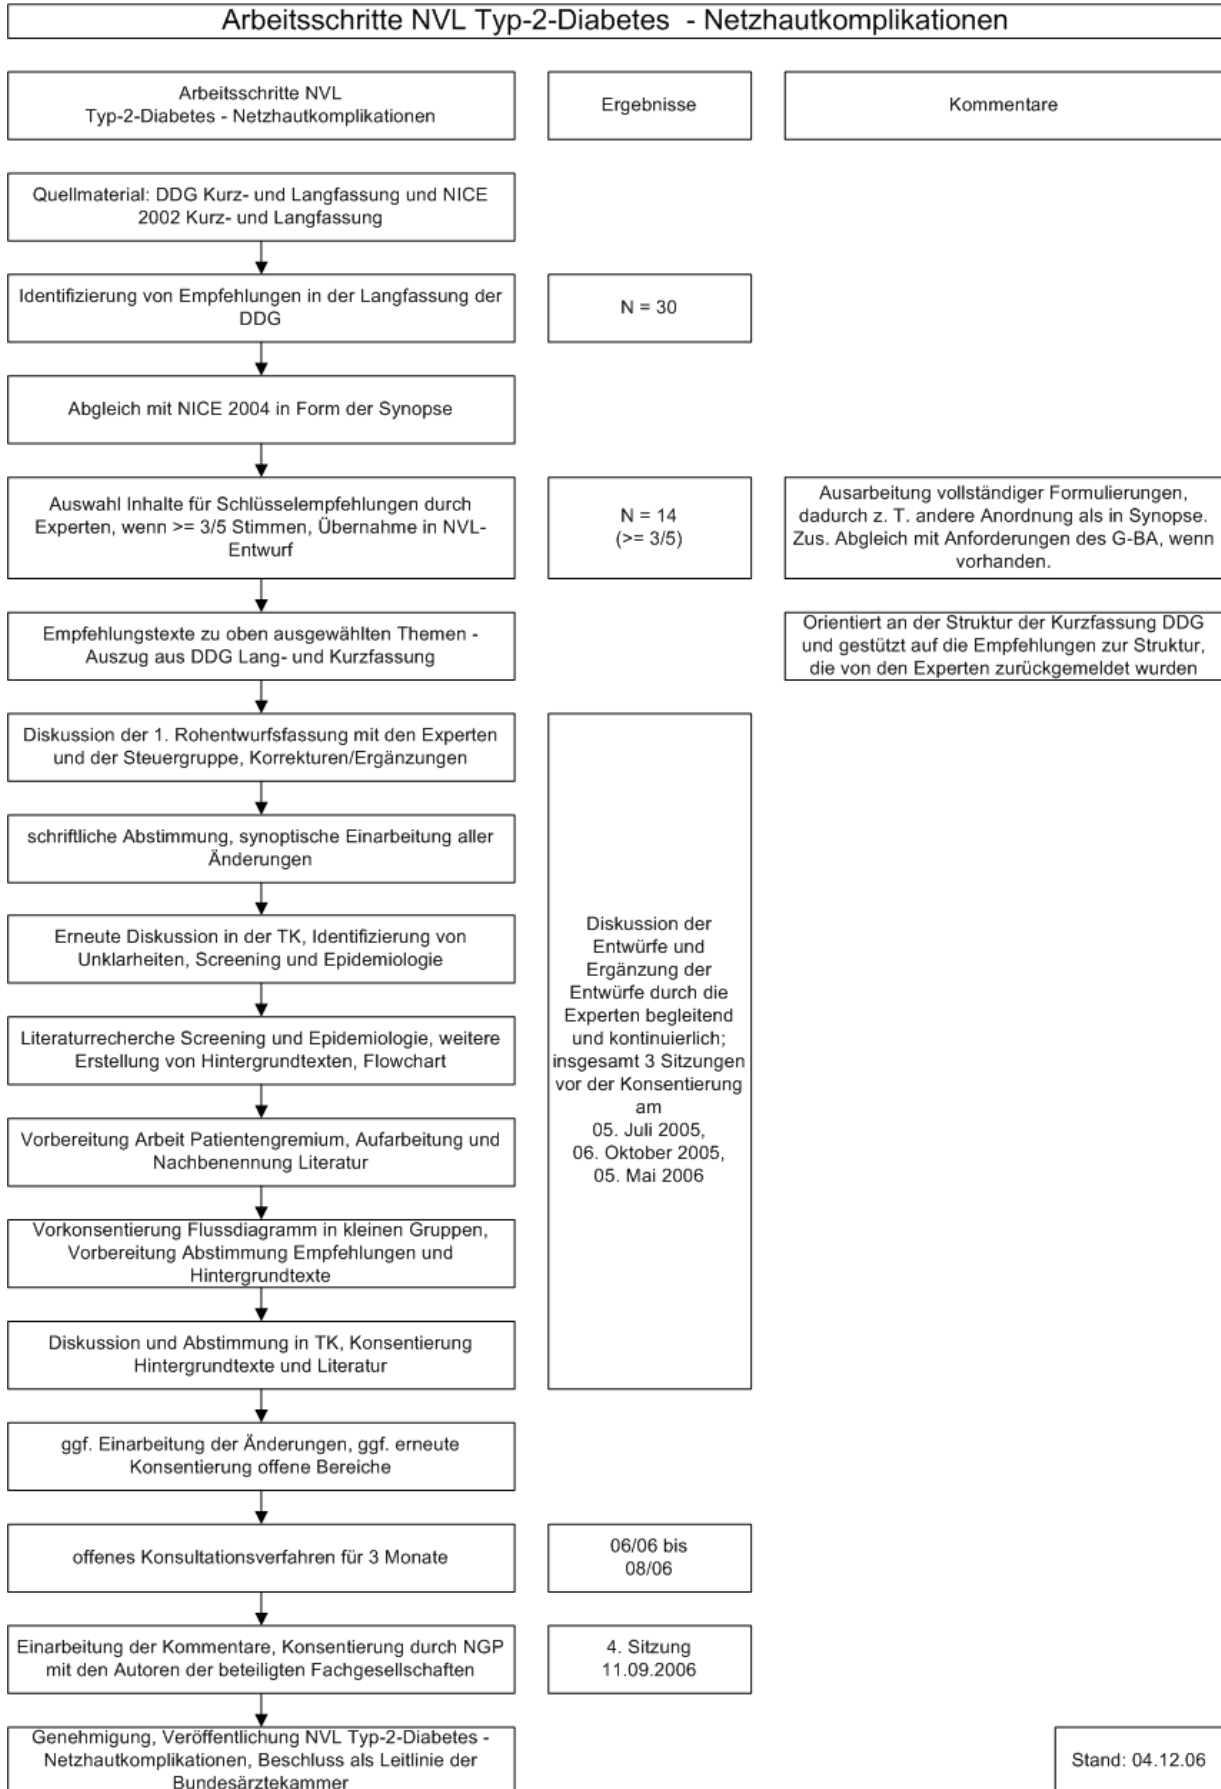 Arbeitsschritte NVL Typ-2-Diabetes - Netzhautkomplikationen
Arbeitsschritte NVL
Typ-2-Diabetes - Netzhautkomplikationen
Ergebnisse
Kommentare
Quellmaterial: DDG Kurz- und Langfassung und NICE
2002 Kurz- und Langfassung
Identifizierung von Empfehlungen in der Langfassung der
DDG
N = 30
Abgleich mit NICE 2004 in Form der Synopse
Auswahl Inhalte für Schlüsselempfehlungen durch
Experten, wenn >= 3/5 Stimmen, Übernahme in NVL-
Entwurf
N = 14
(>= 3/5)
Ausarbeitung vollständiger Formulierungen,
dadurch z. T. andere Anordnung als in Synopse.
Zus. Abgleich mit Anforderungen des G-BA, wenn
vorhanden.
Empfehlungstexte zu oben ausgewählten Themen -
Auszug aus DDG Lang- und Kurzfassung
Orientiert an der Struktur der Kurzfassung DDG
und gestützt auf die Empfehlungen zur Struktur,
die von den Experten zurückgemeldet wurden
Diskussion der 1. Rohentwurfsfassung mit den Experten
und der Steuergruppe, Korrekturen/Ergänzungen
schriftliche Abstimmung, synoptische Einarbeitung aller
Änderungen
Erneute Diskussion in der TK, Identifizierung von
Unklarheiten, Screening und Epidemiologie
Literaturrecherche Screening und Epidemiologie, weitere
Erstellung von Hintergrundtexten, Flowchart
Vorbereitung Arbeit Patientengremium, Aufarbeitung und
Nachbenennung Literatur
Vorkonsentierung Flussdiagramm in kleinen Gruppen,
Vorbereitung Abstimmung Empfehlungen und
Hintergrundtexte
Diskussion und Abstimmung in TK, Konsentierung
Hintergrundtexte und Literatur
Diskussion der
Entwürfe und
Ergänzung der
Entwürfe durch die
Experten begleitend
und kontinuierlich;
insgesamt 3 Sitzungen
vor der Konsentierung
am
05. Juli 2005,
06. Oktober 2005,
05. Mai 2006
ggf. Einarbeitung der Änderungen, ggf. erneute
Konsentierung offene Bereiche
offenes Konsultationsverfahren für 3 Monate
06/06 bis
08/06
Einarbeitung der Kommentare, Konsentierung durch NGP
mit den Autoren der beteiligten Fachgesellschaften
4. Sitzung
11.09.2006
Genehmigung, Veröffentlichung NVL Typ-2-Diabetes -
Netzhautkomplikationen, Beschluss als Leitlinie der
Bundesärztekammer
Stand: 04.12.06